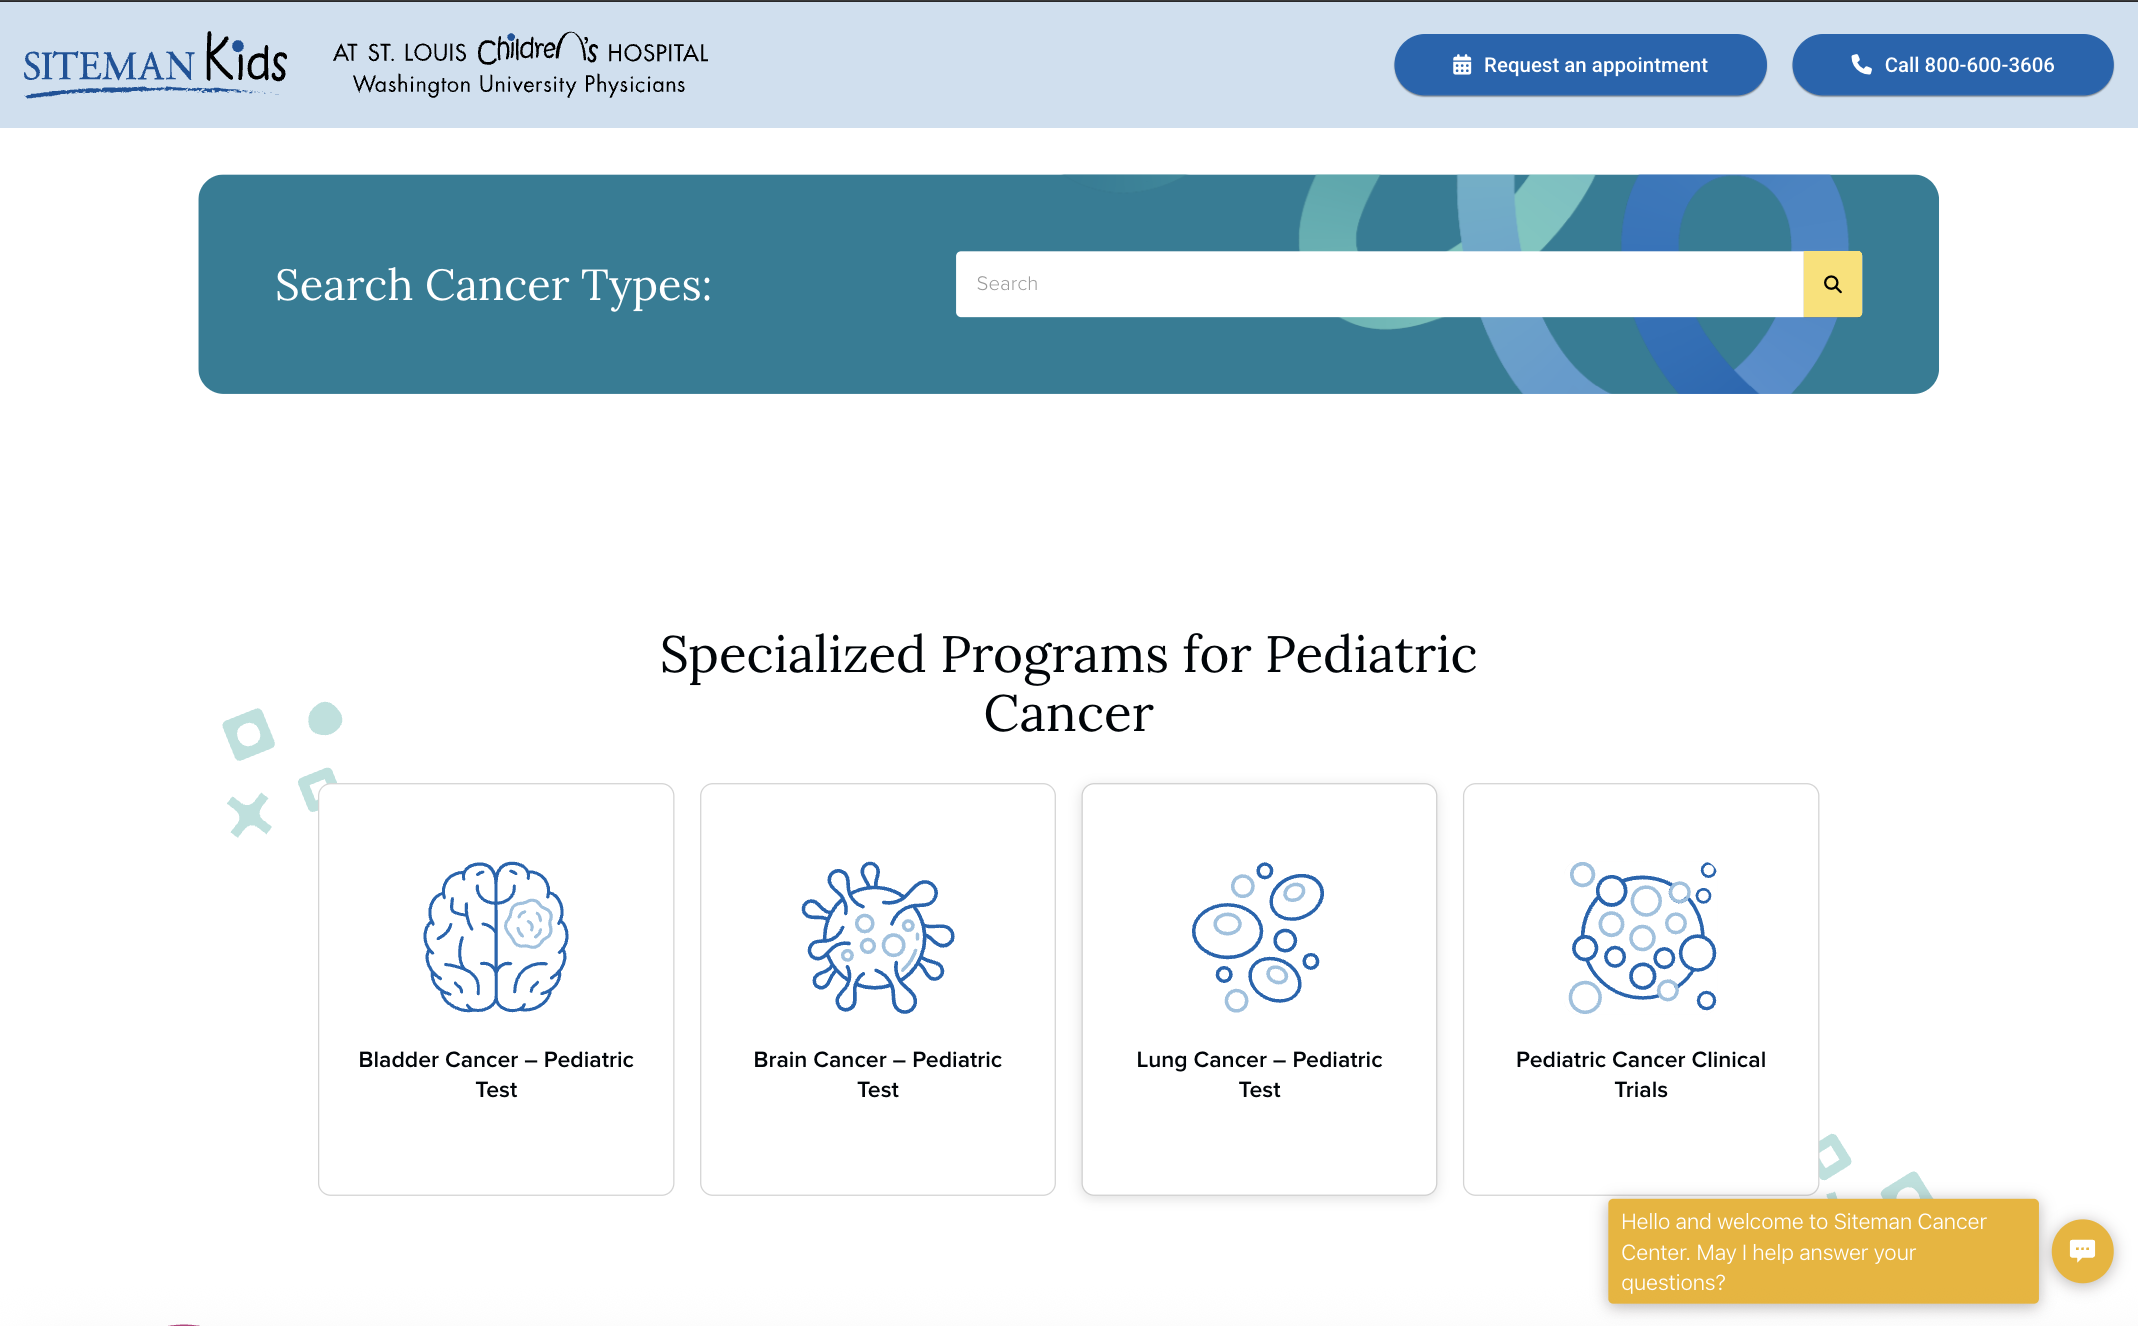 SITEMAN Kids
AT ST. LOUIS Children's HOSPITAL
Washington University Physicians
Request an appointment
Call 800-600-3606
Search Cancer Types:
Search
Specialized Programs for Pediatric
Cancer
Bladder Cancer – Pediatric
Test
Brain Cancer – Pediatric
Test
Lung Cancer – Pediatric
Test
Pediatric Cancer Clinical
Trials
Hello and welcome to Siteman Cancer
Center. May I help answer your
questions?